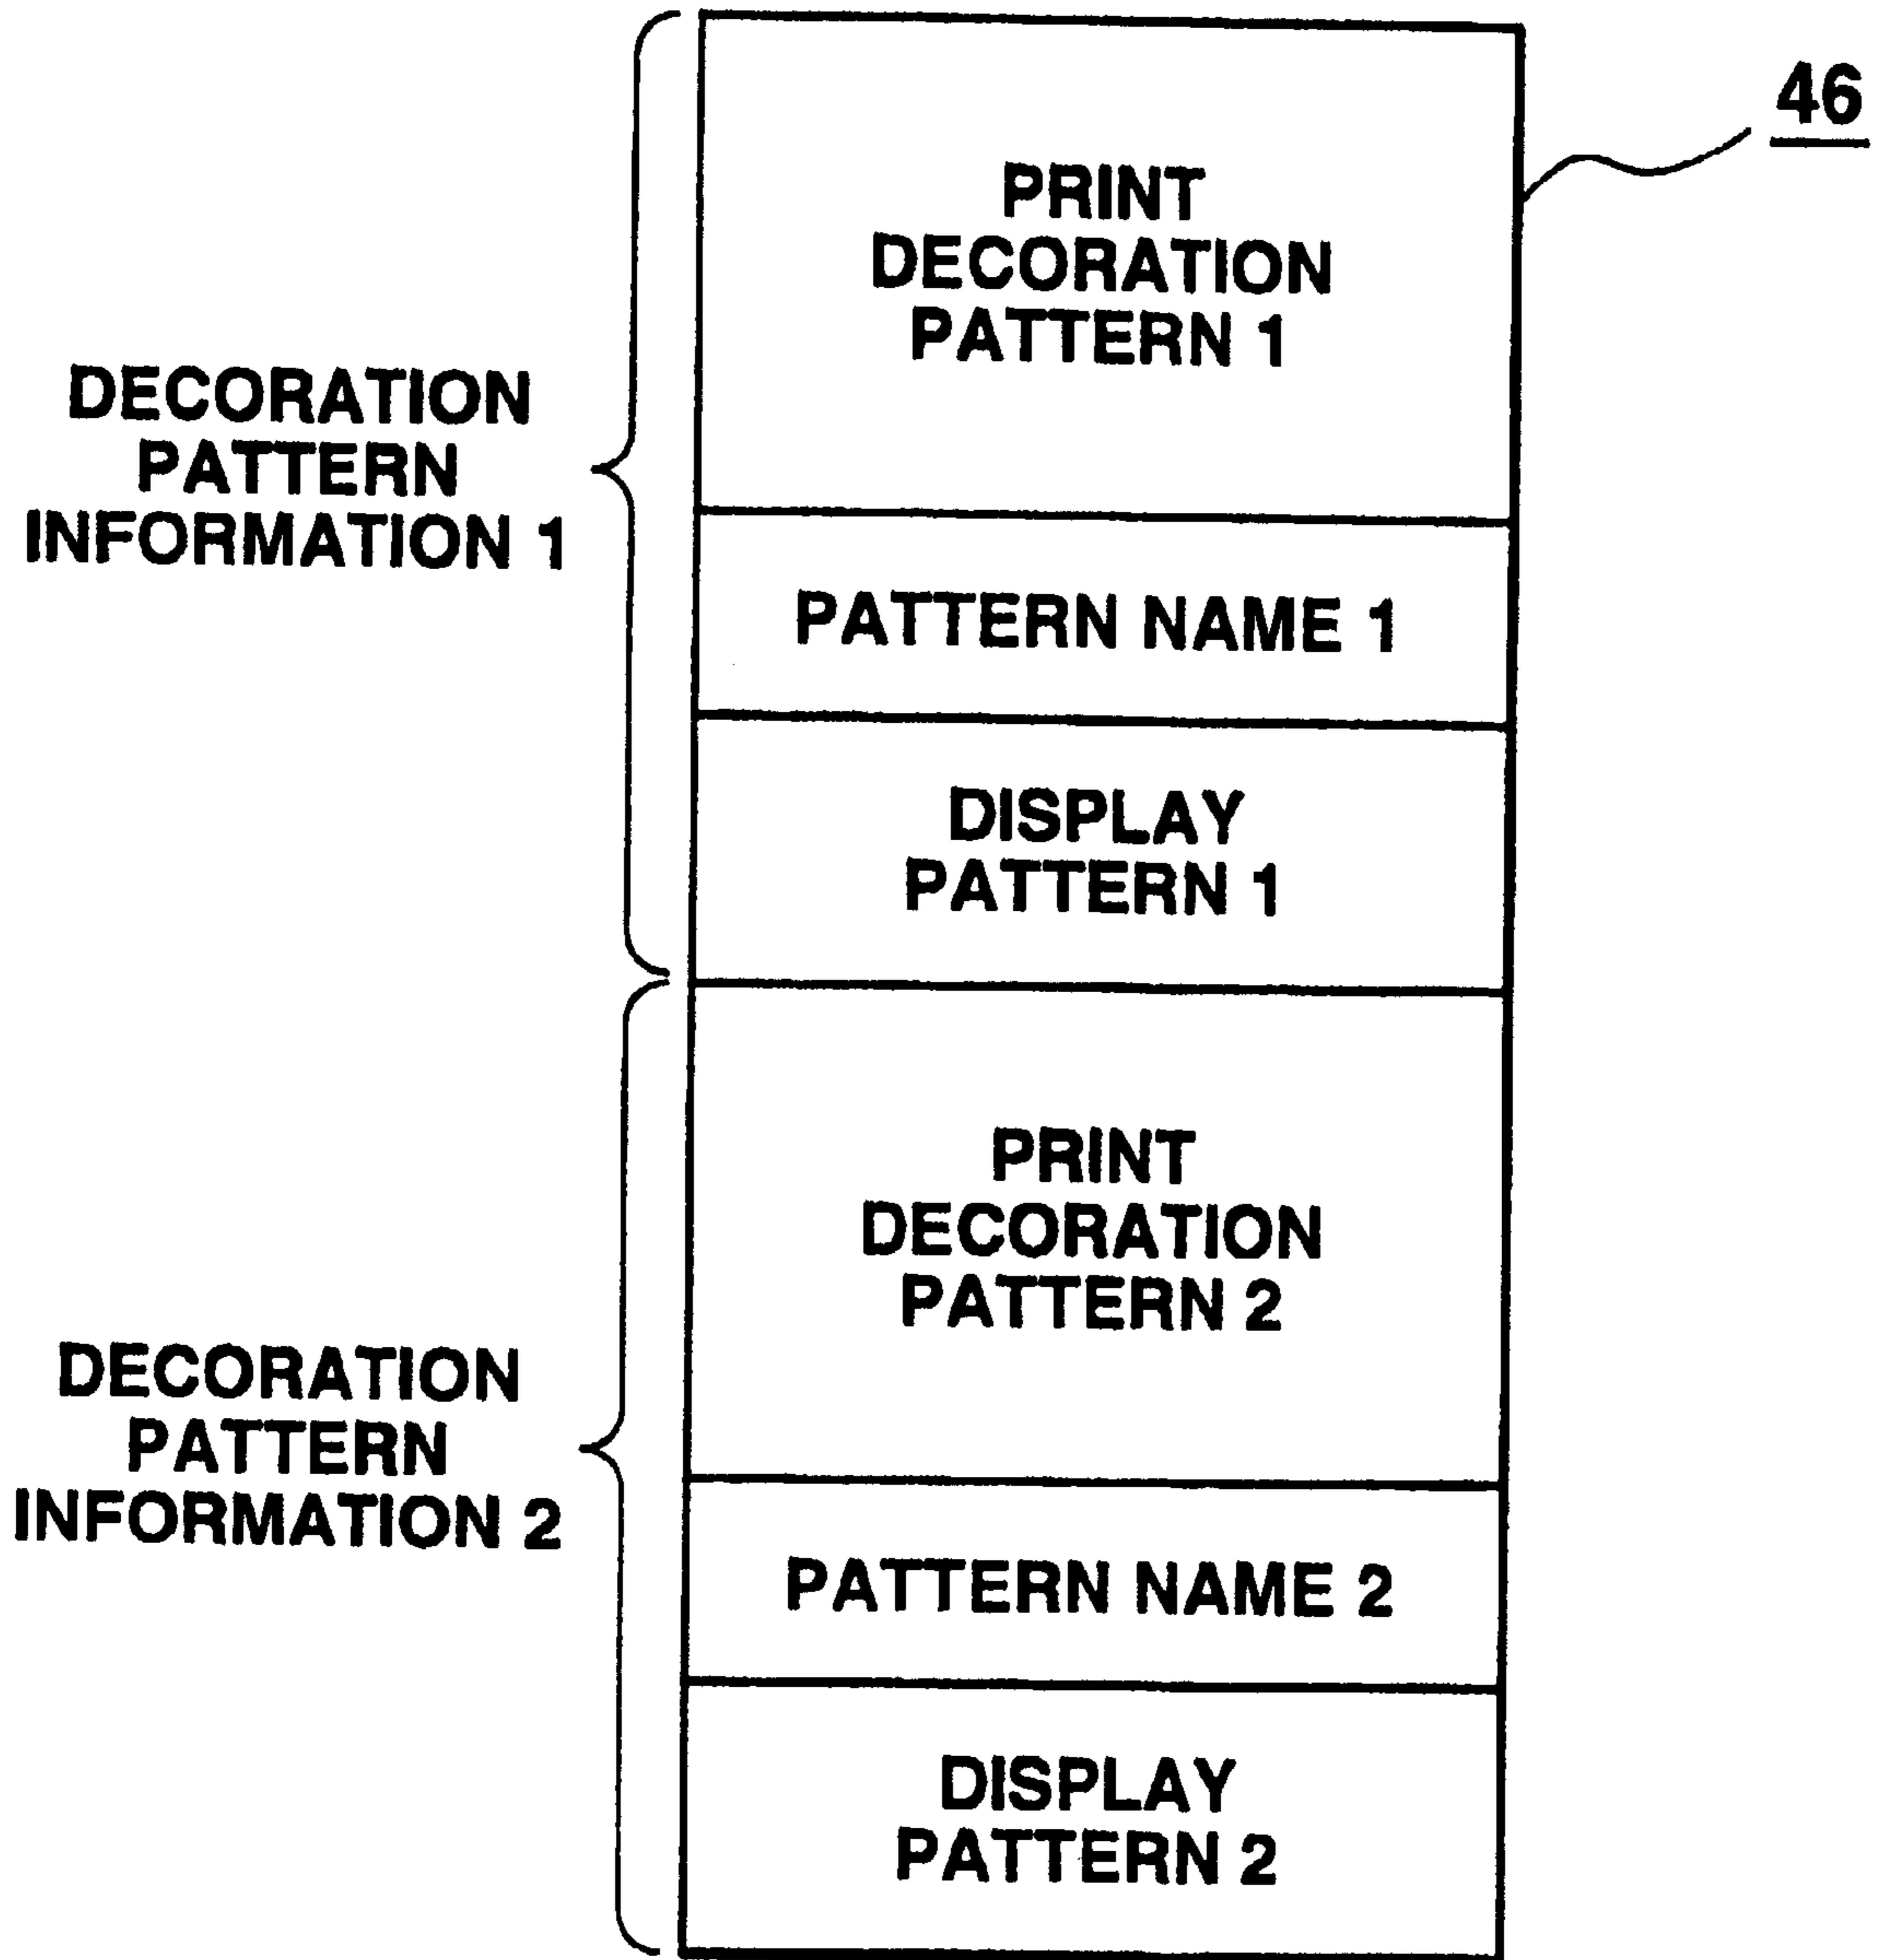 46
PRINT
DECORATION
PATTERN 1
DECORATION
PATTERN
INFORMATION 1
PATTERN NAME 1
DISPLAY
PATTERN 1
PRINT
DECORATION
PATTERN 2
DECORATION
PATTERN
INFORMATION 2
PATTERN NAME 2
DISPLAY
PATTERN 2